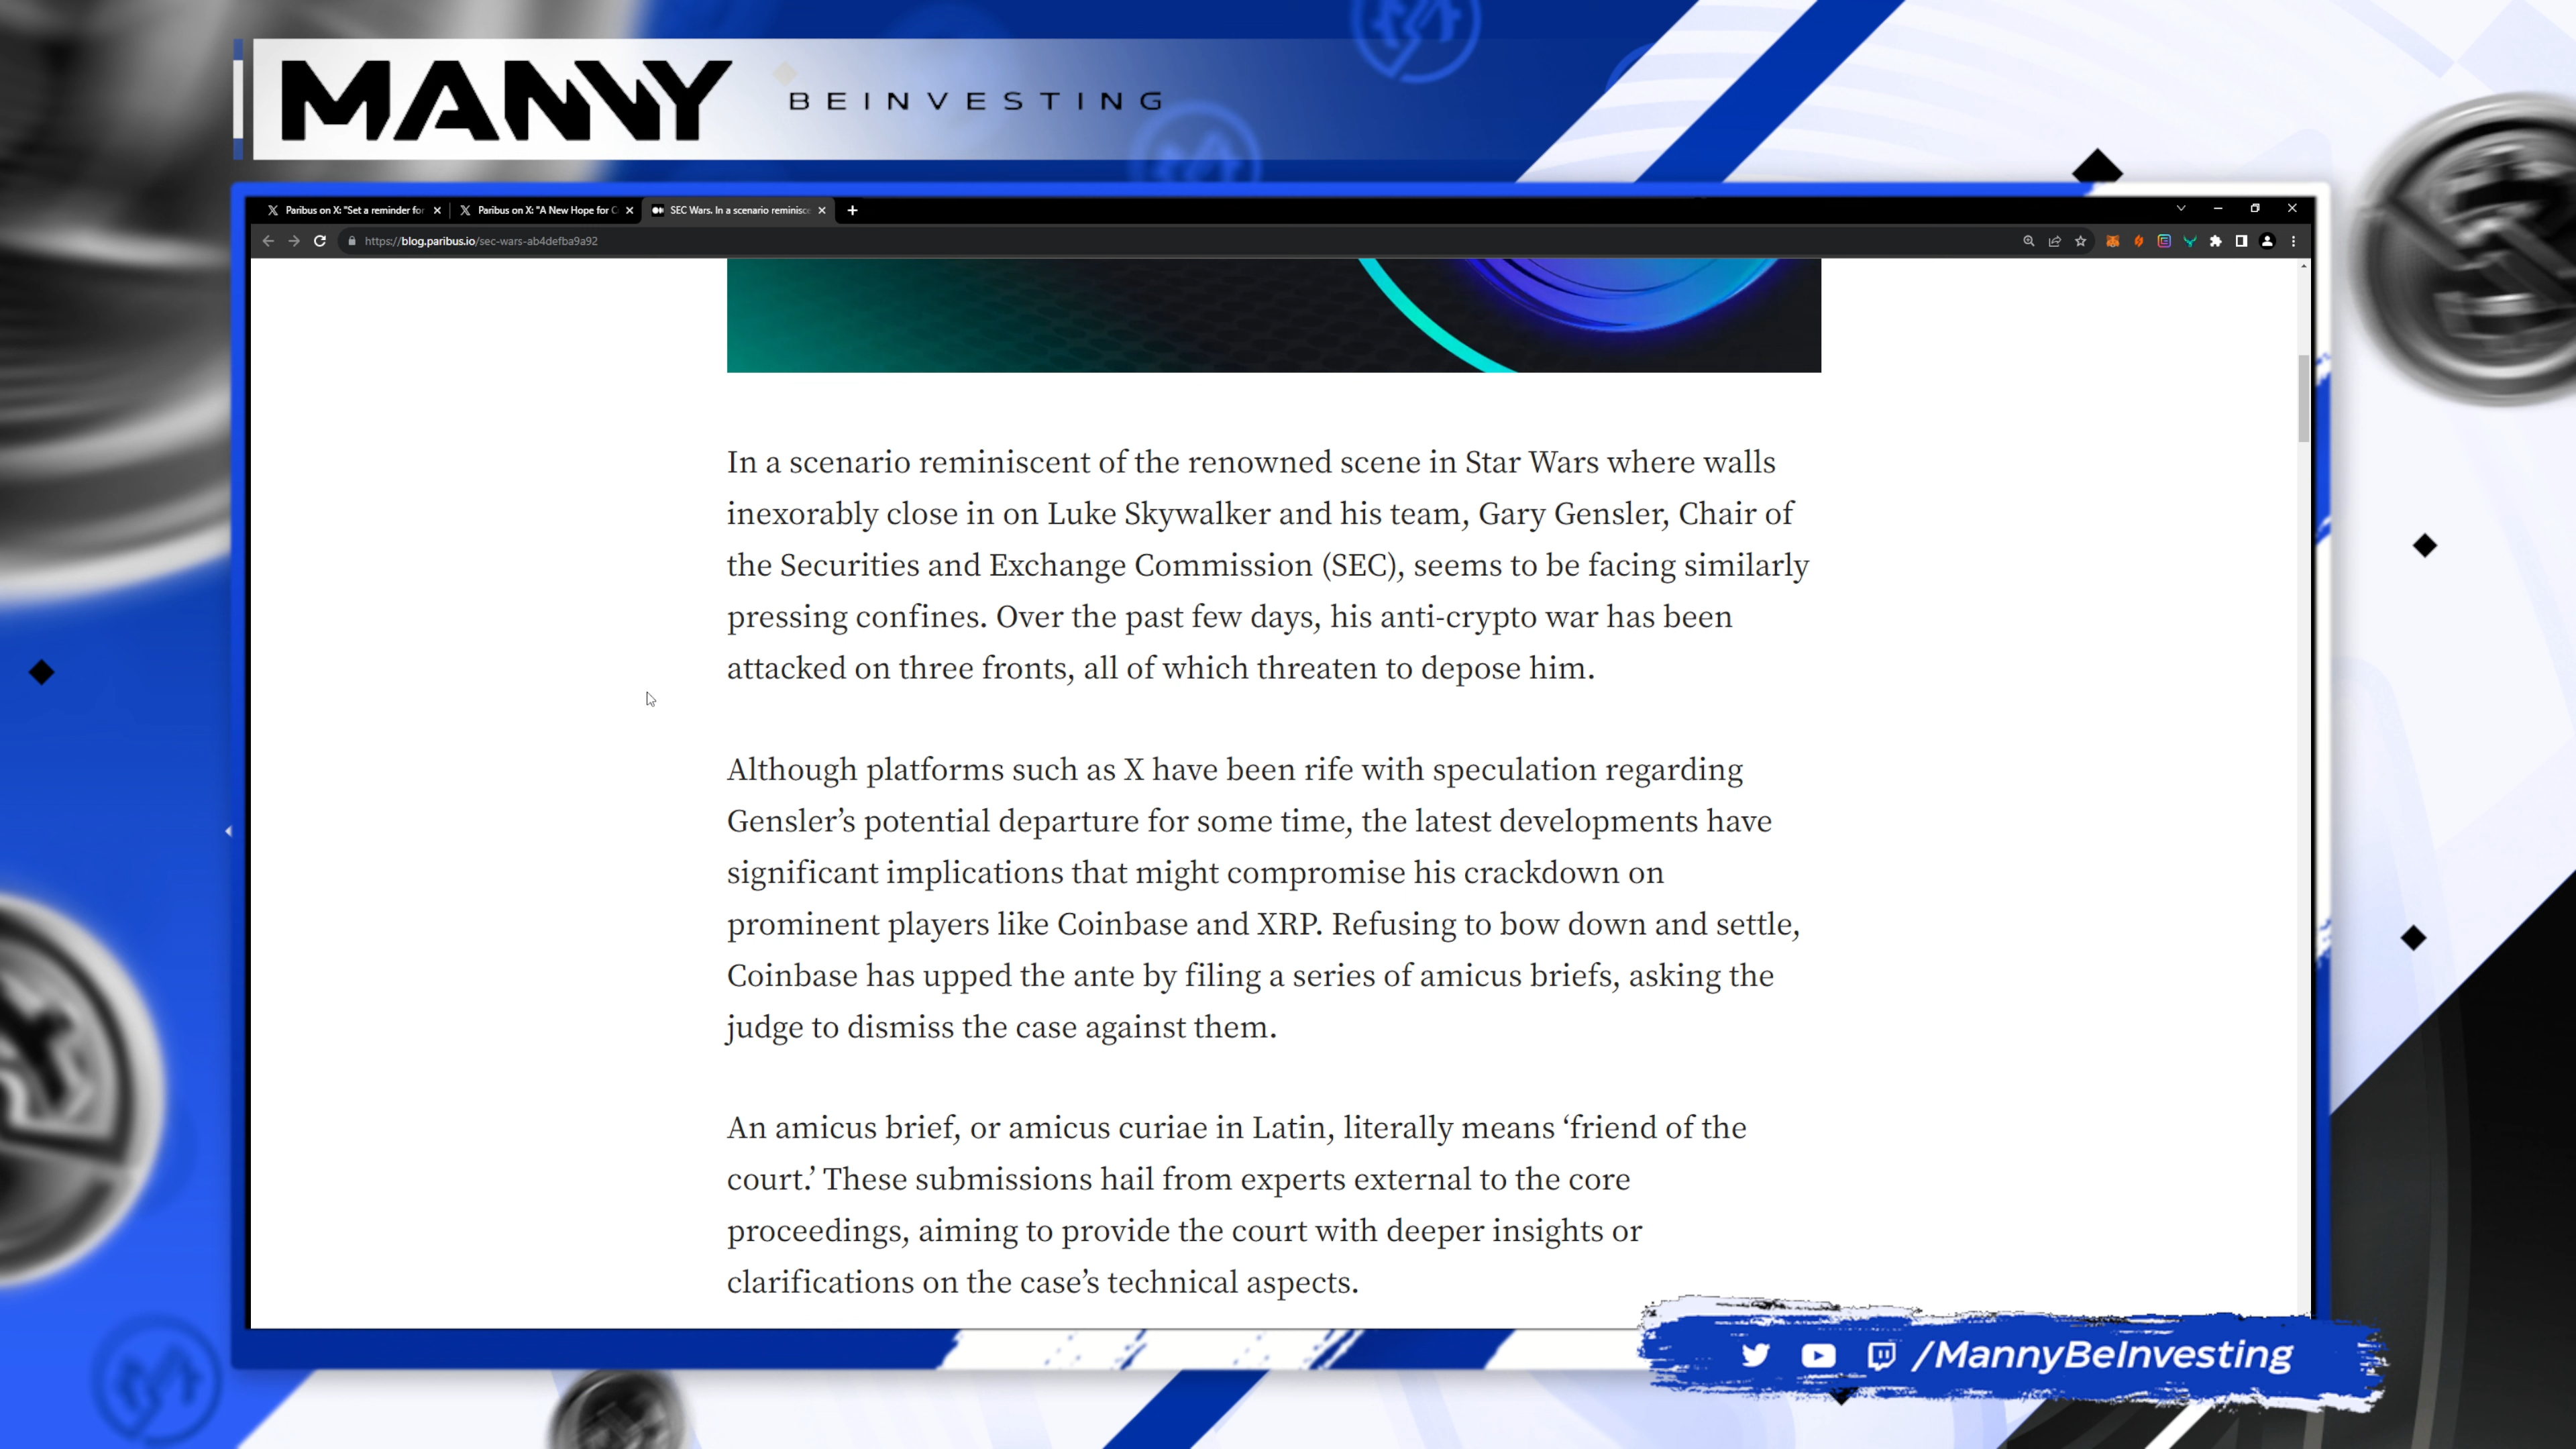 MANNY
BEINVESTING
Paribus on X: "Set a reminder for
Paribus on X: "A New Hope for C
SEC Wars. In a scenario reminisce
https://blog.paribus.io/sec-wars-ab4defba9a92
In a scenario reminiscent of the renowned scene in Star Wars where walls
inexorably close in on Luke Skywalker and his team, Gary Gensler, Chair of
the Securities and Exchange Commission (SEC), seems to be facing similarly
pressing confines. Over the past few days, his anti-crypto war has been
attacked on three fronts, all of which threaten to depose him.
Although platforms such as X have been rife with speculation regarding
Gensler’s potential departure for some time, the latest developments have
significant implications that might compromise his crackdown on
prominent players like Coinbase and XRP. Refusing to bow down and settle,
Coinbase has upped the ante by filing a series of amicus briefs, asking the
judge to dismiss the case against them.
An amicus brief, or amicus curiae in Latin, literally means ‘friend of the
court.’ These submissions hail from experts external to the core
proceedings, aiming to provide the court with deeper insights or
clarifications on the case’s technical aspects.
/MannyBeInvesting